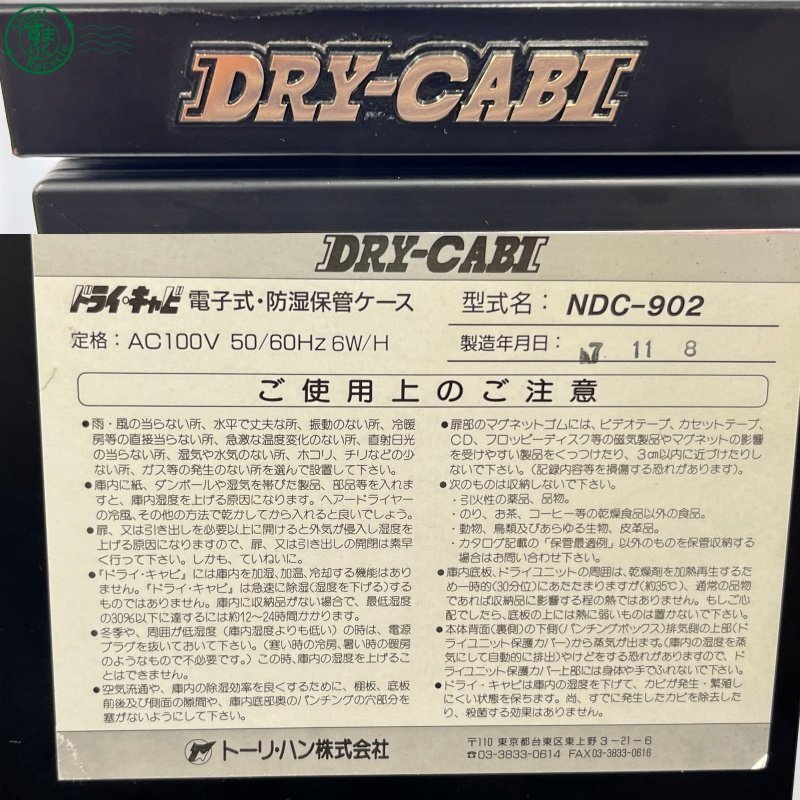 Recycle
DRY-CABI
DRY-CABI
ドライ・キャビ 電子式・防湿保管ケース 型式名： NDC-902
定格：AC100V 50/60Hz 6W/H 製造年月日： 7 11 8
ご使用上のご注意
●雨・風の当らない所、水平で丈夫な所、振動のない所、冷暖
房等の直接当らない所、急激な温度変化のない所、直射日光
の当らない所、湿気や水気のない所、ホコリ、チリなどの少
ない所、ガス等の発生のない所を選んで設置して下さい。
●庫内に紙、ダンボールや湿気を帯びた製品、部品等を入れま
すと、庫内湿度を上げる原因になります。ヘアードライヤー
の冷風、その他の方法で乾かしてから入れると良いでしょう。
●扉、又は引き出しを必要以上に開けると外気が侵入し湿度を
上げる原因になりますので、扉、又は引き出しの開閉は素早
く行って下さい。しかも、ていねいに。
●「ドライ・キャビ」には庫内を加湿、加温、冷却する機能はあり
ません。「ドライ・キャビ」は急速に除湿（湿度を下げる）する
ものではありません。庫内に収納品がない場合で、最低湿度
の30%以下に達するには約12〜24時間かかります。
●冬季や、周囲が低湿度（庫内湿度よりも低い）の時は、電源
プラグを抜いておいて下さい。（寒い時の冷房、暑い時の暖房
のようなもので不必要です。）この時、庫内の湿度を上げるこ
とはできません。
●空気流通や、庫内の除湿効率を良くするために、棚板、底板
前後及び側面の隙間や、庫内底部奥のパンチングの穴部分を
塞がないようにして下さい。
●扉部のマグネットゴムには、ビデオテープ、カセットテープ、
CD、フロッピーディスク等の磁気製品やマグネットの影響
を受けやすい製品をくっつけたり、3cm以内に近づけたりし
ないで下さい。（記録内容等を損傷する恐れがあります。）
●次のものは収納しないで下さい。
・引火性の薬品、品物。
・のり、お茶、コーヒー等の乾燥食品以外の食品。
・動物、鳥類及びあらゆる生物、皮革品。
・カタログ記載の「保管最適例」以外のものを保管収納する
場合はお問い合わせ下さい。
●庫内底板、ドライユニットの周囲は、乾燥剤を加熱再生するた
め一時的(30分位)にあたたまりますが(約35℃)、通常の品物
であれば収納品に影響する程の熱ではありません。もしご心
配でしたら、底板の上には熱に弱いものは置かないで下さい。
●本体背面（裏側）の下側（パンチングボックス）排気側の上部（ド
ライユニット保護カバー）から蒸気が出ます。（庫内の湿度を蒸
気にして自動的に排出）やけどをする恐れがありますので、ド
ライユニット保護カバー上部には身体や手でふれないで下さい。
●ドライ・キャビは庫内の湿度を下げて、カビが発生・繁殖し
にくい状態を保ちます。尚、すでに発生したカビを除去した
り、殺菌する効果はありません。
トーリ・ハン株式会社
〒110 東京都台東区東上野3－21－6
☎03-3833-0614 FAX03-3833-0616